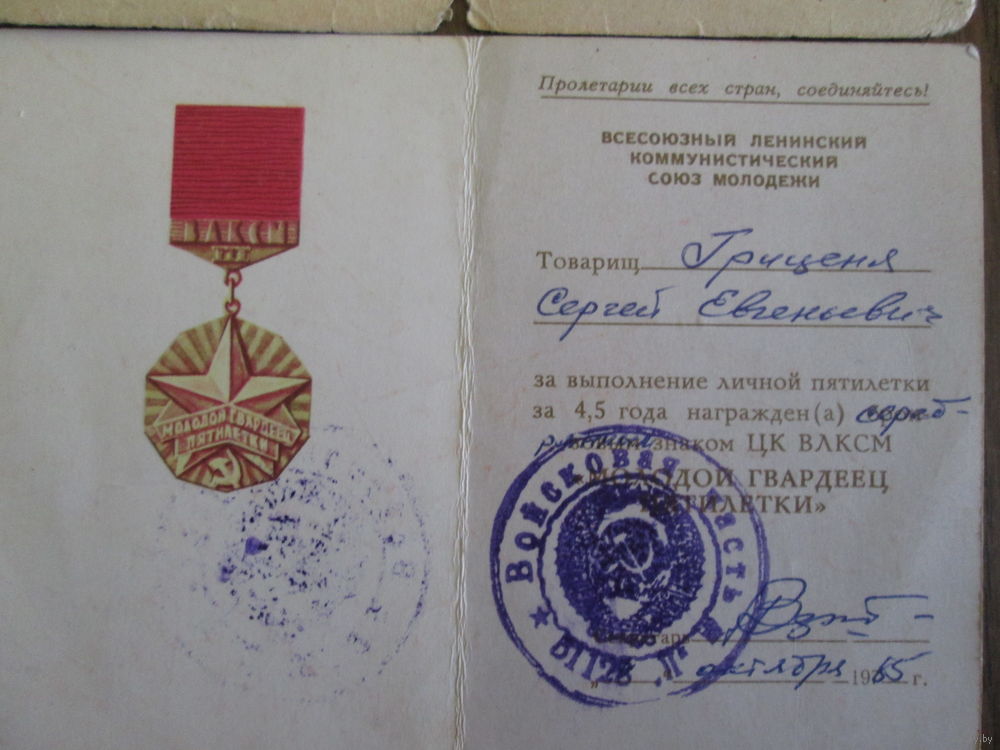 ВЛКСМ
МОЛОДОЙ ГВАРДЕЕЦ
ПЯТИЛЕТКИ
Пролетарии всех стран, соединяйтесь!
ВСЕСОЮЗНЫЙ ЛЕНИНСКИЙ
КОММУНИСТИЧЕСКИЙ
СОЮЗ МОЛОДЕЖИ
Товарищ Гриценя
Сергей Евгеньевич
за выполнение личной пятилетки
за 4,5 года награжден(а) сереб-
знаком ЦК ВЛКСМ
«МОЛОДОЙ ГВАРДЕЕЦ
ПЯТИЛЕТКИ»
Войсковая часть
Секретарь
октября г.